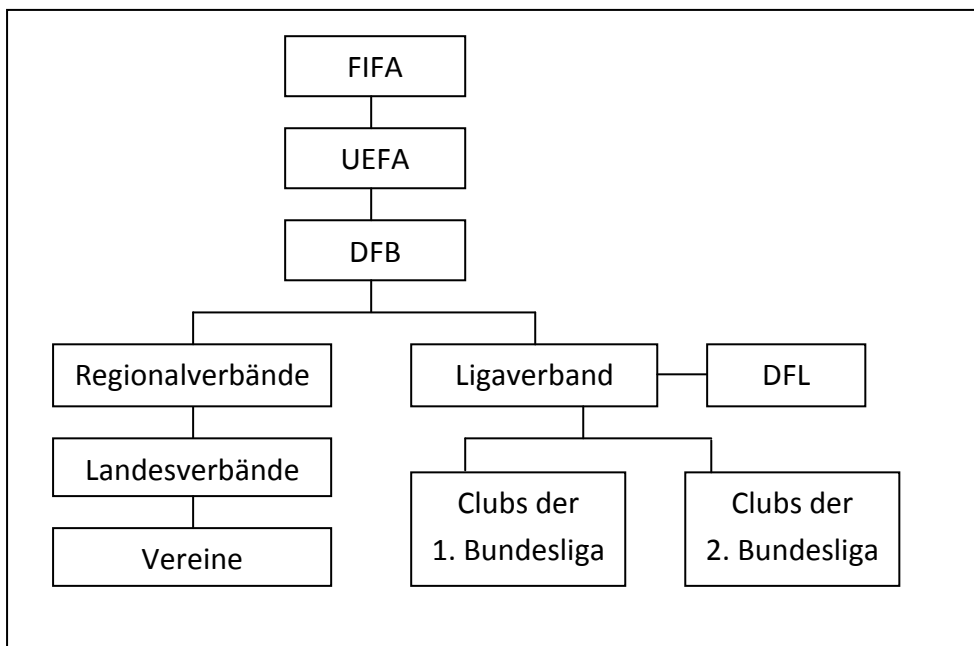 FIFA
UEFA
DFB
Regionalverbände
Ligaverband
DFL
Landesverbände
Vereine
Clubs der
1. Bundesliga
Clubs der
2. Bundesliga